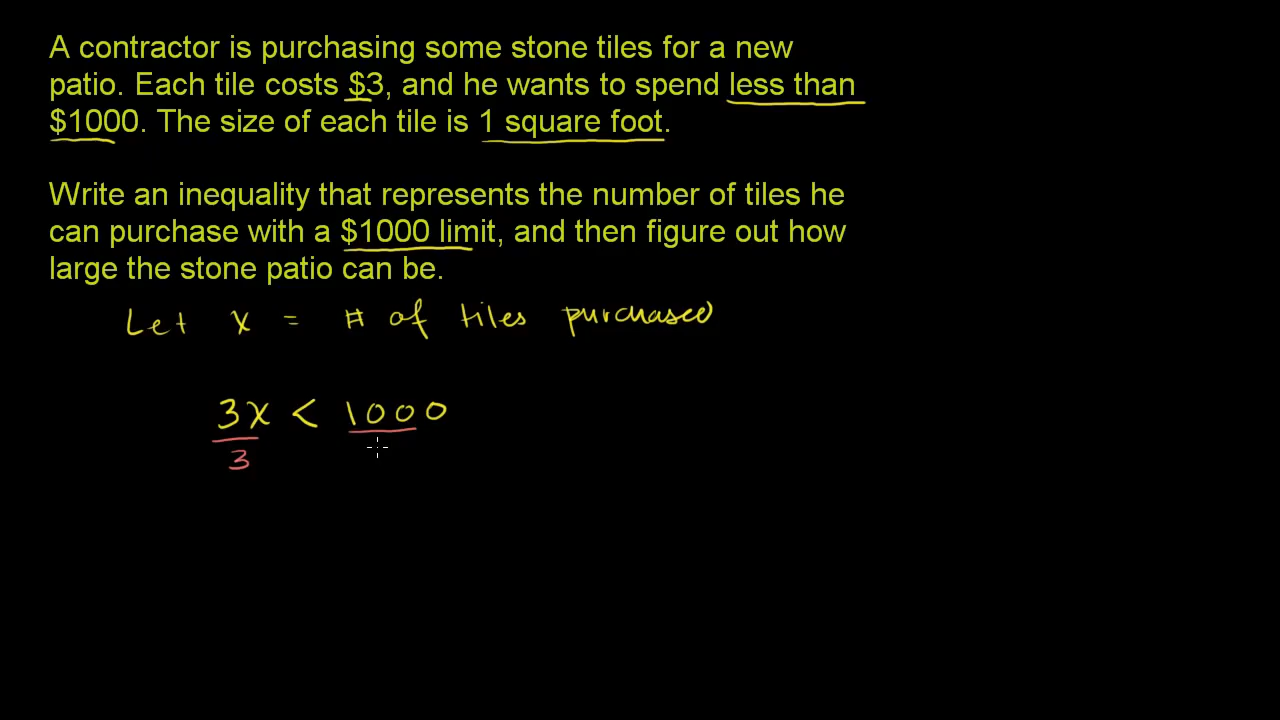 A contractor is purchasing some stone tiles for a new
patio. Each tile costs $3, and he wants to spend less than
$1000. The size of each tile is 1 square foot.
Write an inequality that represents the number of tiles he
can purchase with a $1000 limit, and then figure out how
large the stone patio can be.
Let x = # of tiles purchased
3x < 1000
3